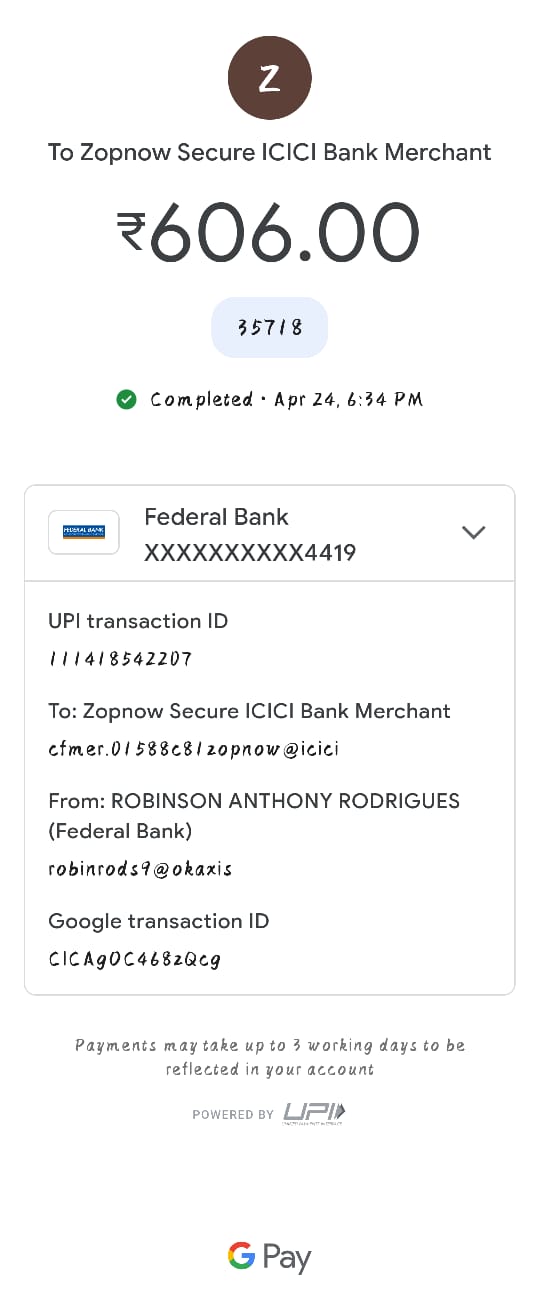 Z
To Zopnow Secure ICICI Bank Merchant
₹606.00
35718
Completed • Apr 24, 6:34 PM
FEDERAL BANK
Federal Bank
XXXXXXXXXX4419
UPI transaction ID
111418542207
To: Zopnow Secure ICICI Bank Merchant
cfmer.01588c81zopnow@icici
From: ROBINSON ANTHONY RODRIGUES
(Federal Bank)
robinrods9@okaxis
Google transaction ID
CICAgOC468zQcg
Payments may take up to 3 working days to be
reflected in your account
POWERED BY UPI
G Pay